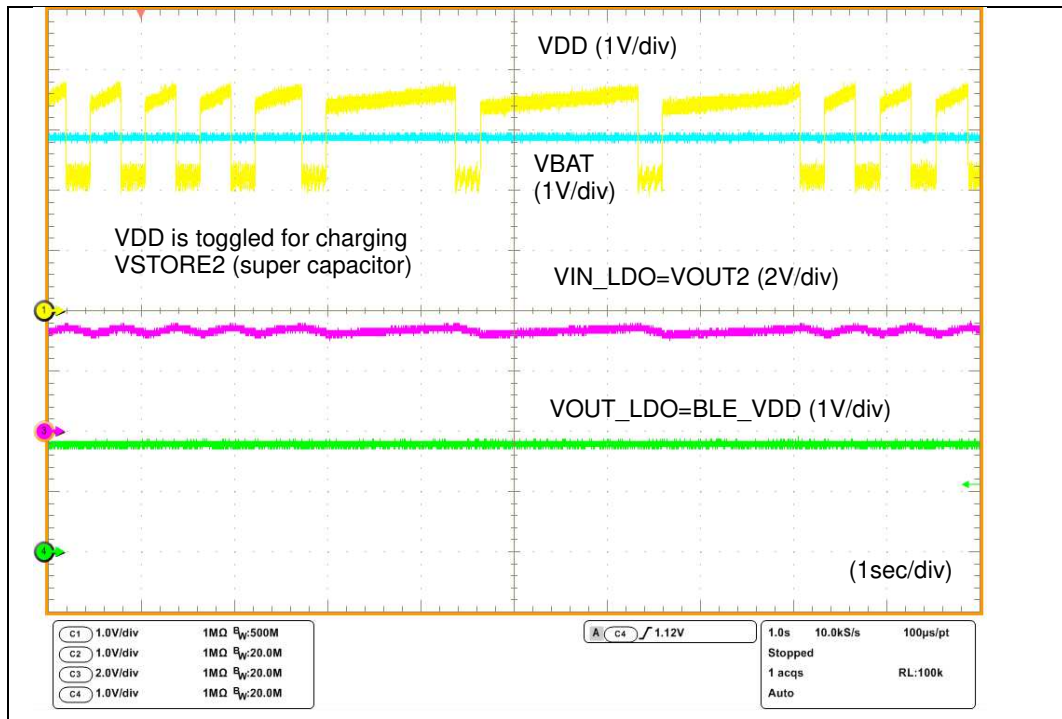 VDD (1V/div)
VBAT
(1V/div)
VDD is toggled for charging
VSTORE2 (super capacitor)
VIN_LDO=VOUT2 (2V/div)
1
3
VOUT_LDO=BLE_VDD (1V/div)
4
(1sec/div)
C1 1.0V/div 1MΩ BW:500M
C2 1.0V/div 1MΩ BW:20.0M
C3 2.0V/div 1MΩ BW:20.0M
C4 1.0V/div 1MΩ BW:20.0M
A C4 1.12V
1.0s 10.0kS/s 100µs/pt
Stopped
1 acqs RL:100k
Auto